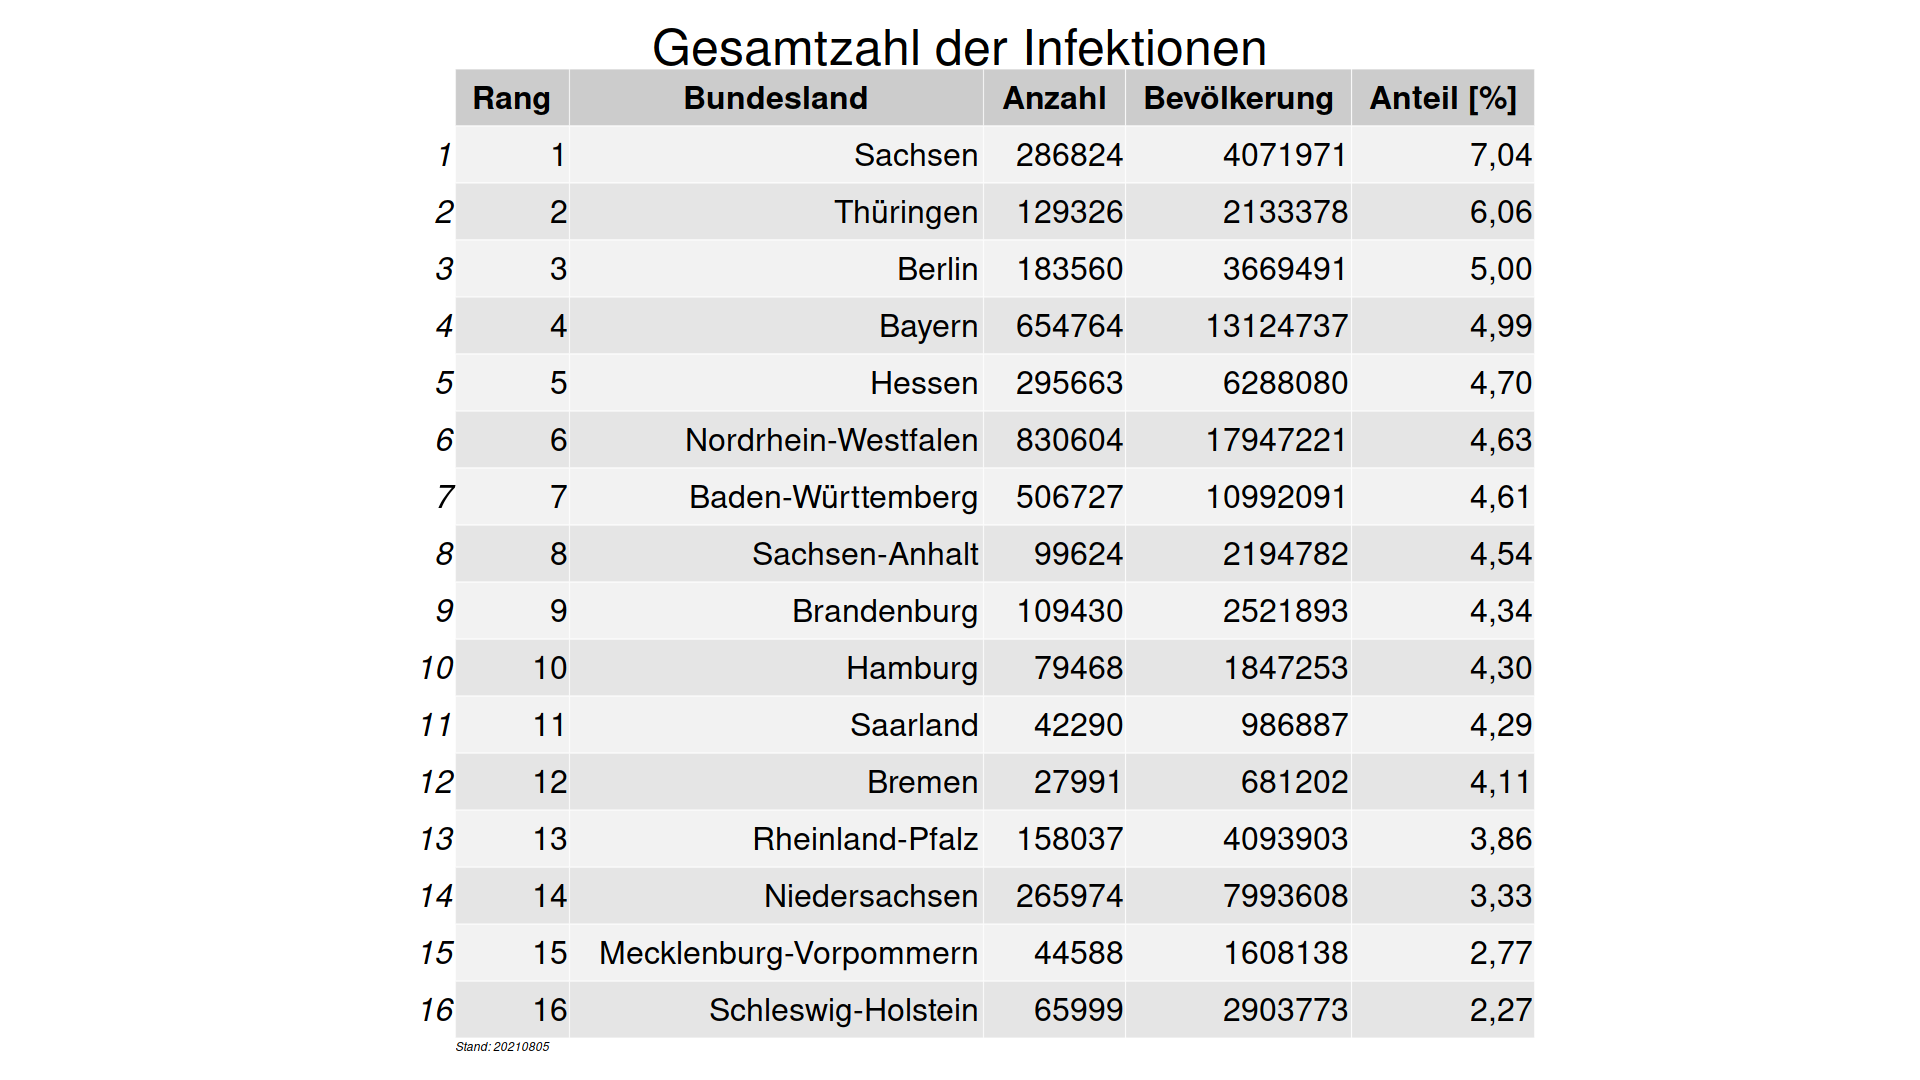 Gesamtzahl der Infektionen
Rang Bundesland Anzahl Bevölkerung Anteil [%]
1 1 Sachsen 286824 4071971 7,04
2 2 Thüringen 129326 2133378 6,06
3 3 Berlin 183560 3669491 5,00
4 4 Bayern 654764 13124737 4,99
5 5 Hessen 295663 6288080 4,70
6 6 Nordrhein-Westfalen 830604 17947221 4,63
7 7 Baden-Württemberg 506727 10992091 4,61
8 8 Sachsen-Anhalt 99624 2194782 4,54
9 9 Brandenburg 109430 2521893 4,34
10 10 Hamburg 79468 1847253 4,30
11 11 Saarland 42290 986887 4,29
12 12 Bremen 27991 681202 4,11
13 13 Rheinland-Pfalz 158037 4093903 3,86
14 14 Niedersachsen 265974 7993608 3,33
15 15 Mecklenburg-Vorpommern 44588 1608138 2,77
16 16 Schleswig-Holstein 65999 2903773 2,27
Stand: 20210805